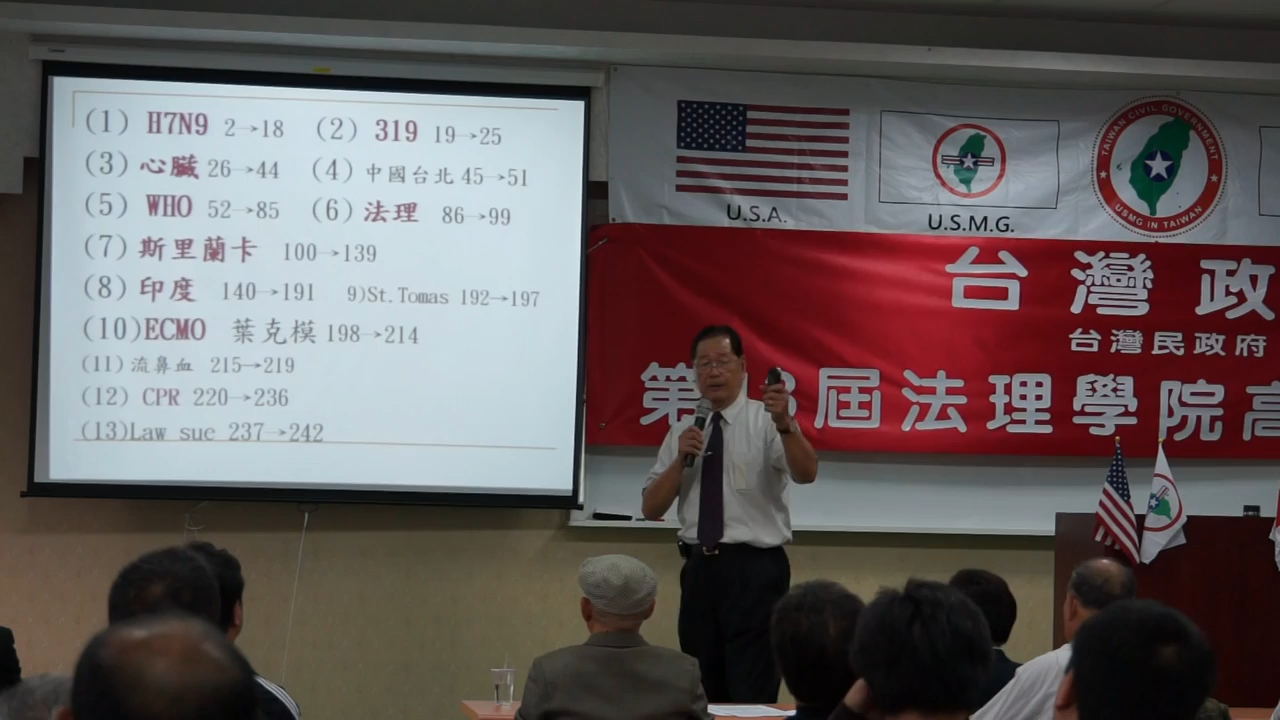 (1) H7N9 2→18 (2) 319 19→25
(3) 心臟 26→44 (4) 中國台北 45→51
(5) WHO 52→85 (6) 法理 86→99
(7) 斯里蘭卡 100→139
(8) 印度 140→191 9)St.Tomas 192→197
(10)ECMO 葉克模 198→214
(11) 流鼻血 215→219
(12) CPR 220→236
(13)Law suc 237→242
U.S.A.
U.S.M.G.
TAIWAN CIVIL GOVERNMENT
USMG IN TAIWAN
台灣政
台灣民政府
第 8屆法理學院高